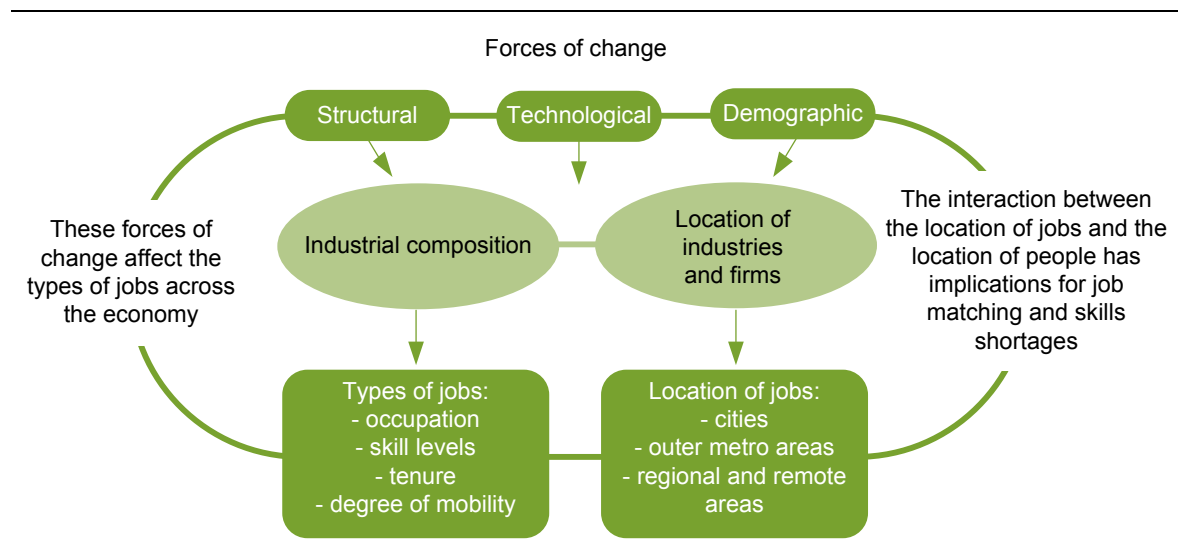 Forces of change
Structural
Technological
Demographic
These forces of
change affect the
types of jobs across
the economy
Industrial composition
Location of
industries
and firms
The interaction between
the location of jobs and the
location of people has
implications for job
matching and skills
shortages
Types of jobs:
- occupation
- skill levels
- tenure
- degree of mobility
Location of jobs:
- cities
- outer metro areas
- regional and remote
areas